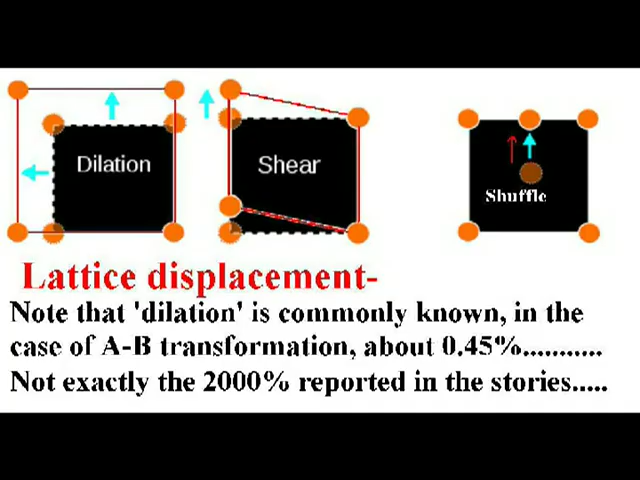 Dilation
Shear
Shuffle
Lattice displacement-
Note that 'dilation' is commonly known, in the
case of A-B transformation, about 0.45%...........
Not exactly the 2000% reported in the stories.....